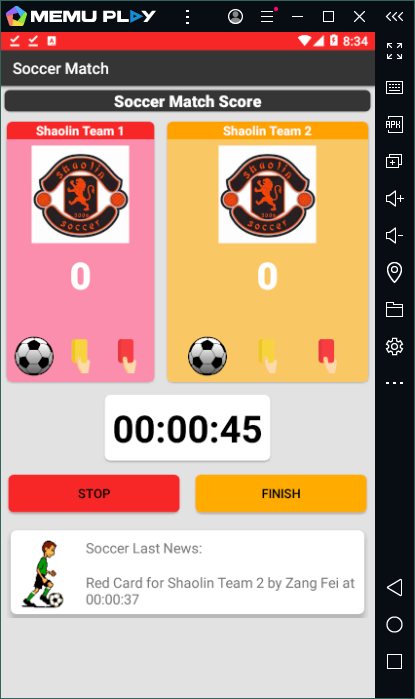 MEMU PLAY
8:34
A
Soccer Match
APK
Soccer Match Score
Shaolin Team 1
Shaolin Team 2
Shaolin
Soccer
Shaolin
Soccer
0
0
00:00:45
STOP
FINISH
Soccer Last News:
Red Card for Shaolin Team 2 by Zang Fei at
00:00:37